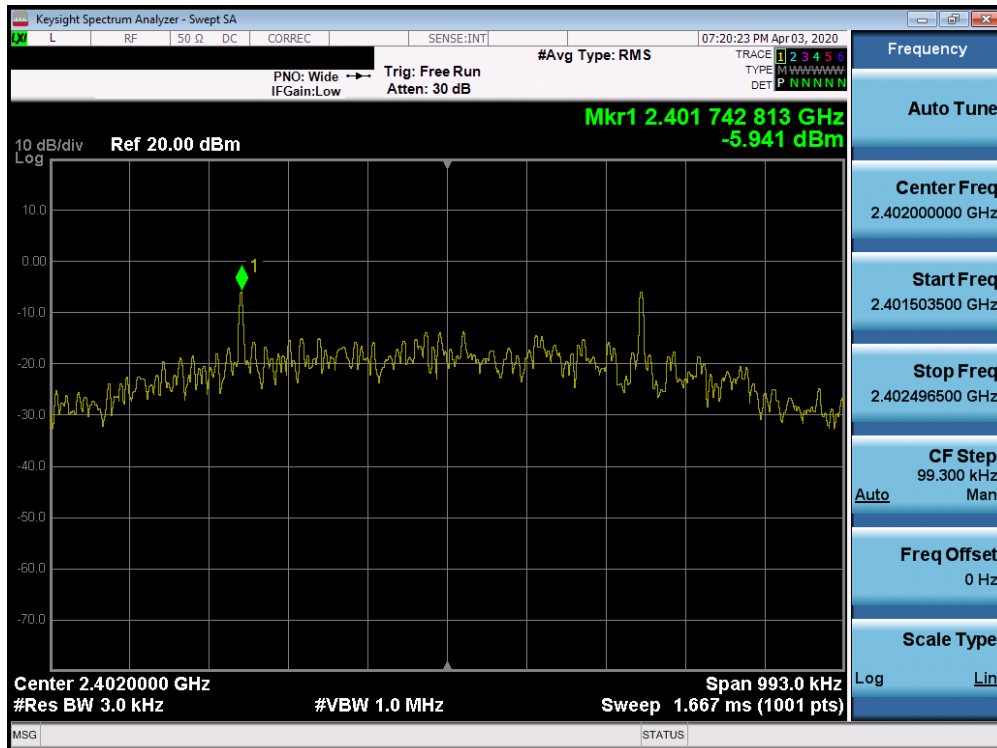 Keysight Spectrum Analyzer - Swept SA
LXI L RF 50 Ω DC CORREC SENSE:INT 07:20:23 PM Apr 03, 2020
PNO: Wide
IFGain:Low
Trig: Free Run
Atten: 30 dB
#Avg Type: RMS
TRACE 1 2 3 4 5 6
TYPE M WWWWW
DET P N N N N N
Mkr1 2.401 742 813 GHz
-5.941 dBm
10 dB/div Ref 20.00 dBm
Log
10.0
0.00
-10.0
-20.0
-30.0
-40.0
-50.0
-60.0
-70.0
1
Center 2.4020000 GHz Span 993.0 kHz
#Res BW 3.0 kHz #VBW 1.0 MHz Sweep 1.667 ms (1001 pts)
MSG STATUS
Frequency
Auto Tune
Center Freq
2.402000000 GHz
Start Freq
2.401503500 GHz
Stop Freq
2.402496500 GHz
CF Step
99.300 kHz
Auto Man
Freq Offset
0 Hz
Scale Type
Log Lin